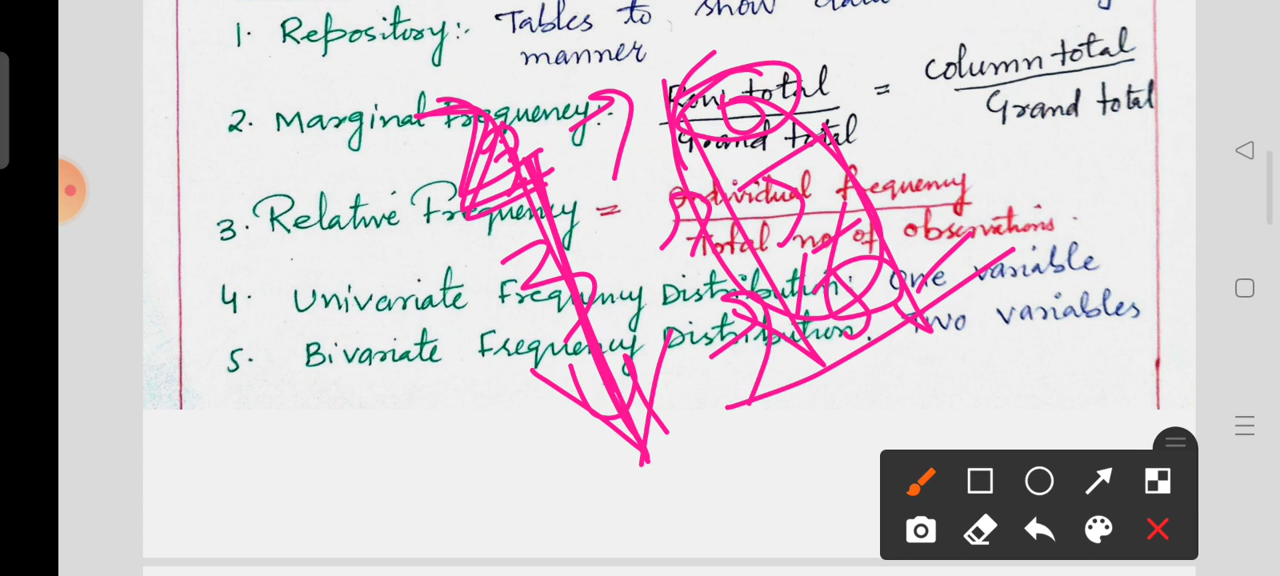 1. Repository:. Tables to show
manner
2. Marginal Frequency:. Row total / Grand total = column total / Grand total
3. Relative Frequency = Individual frequency / total no of observations.
4. Univariate Frequency Distribution: One variable
5. Bivariate Frequency Distribution: Two variables